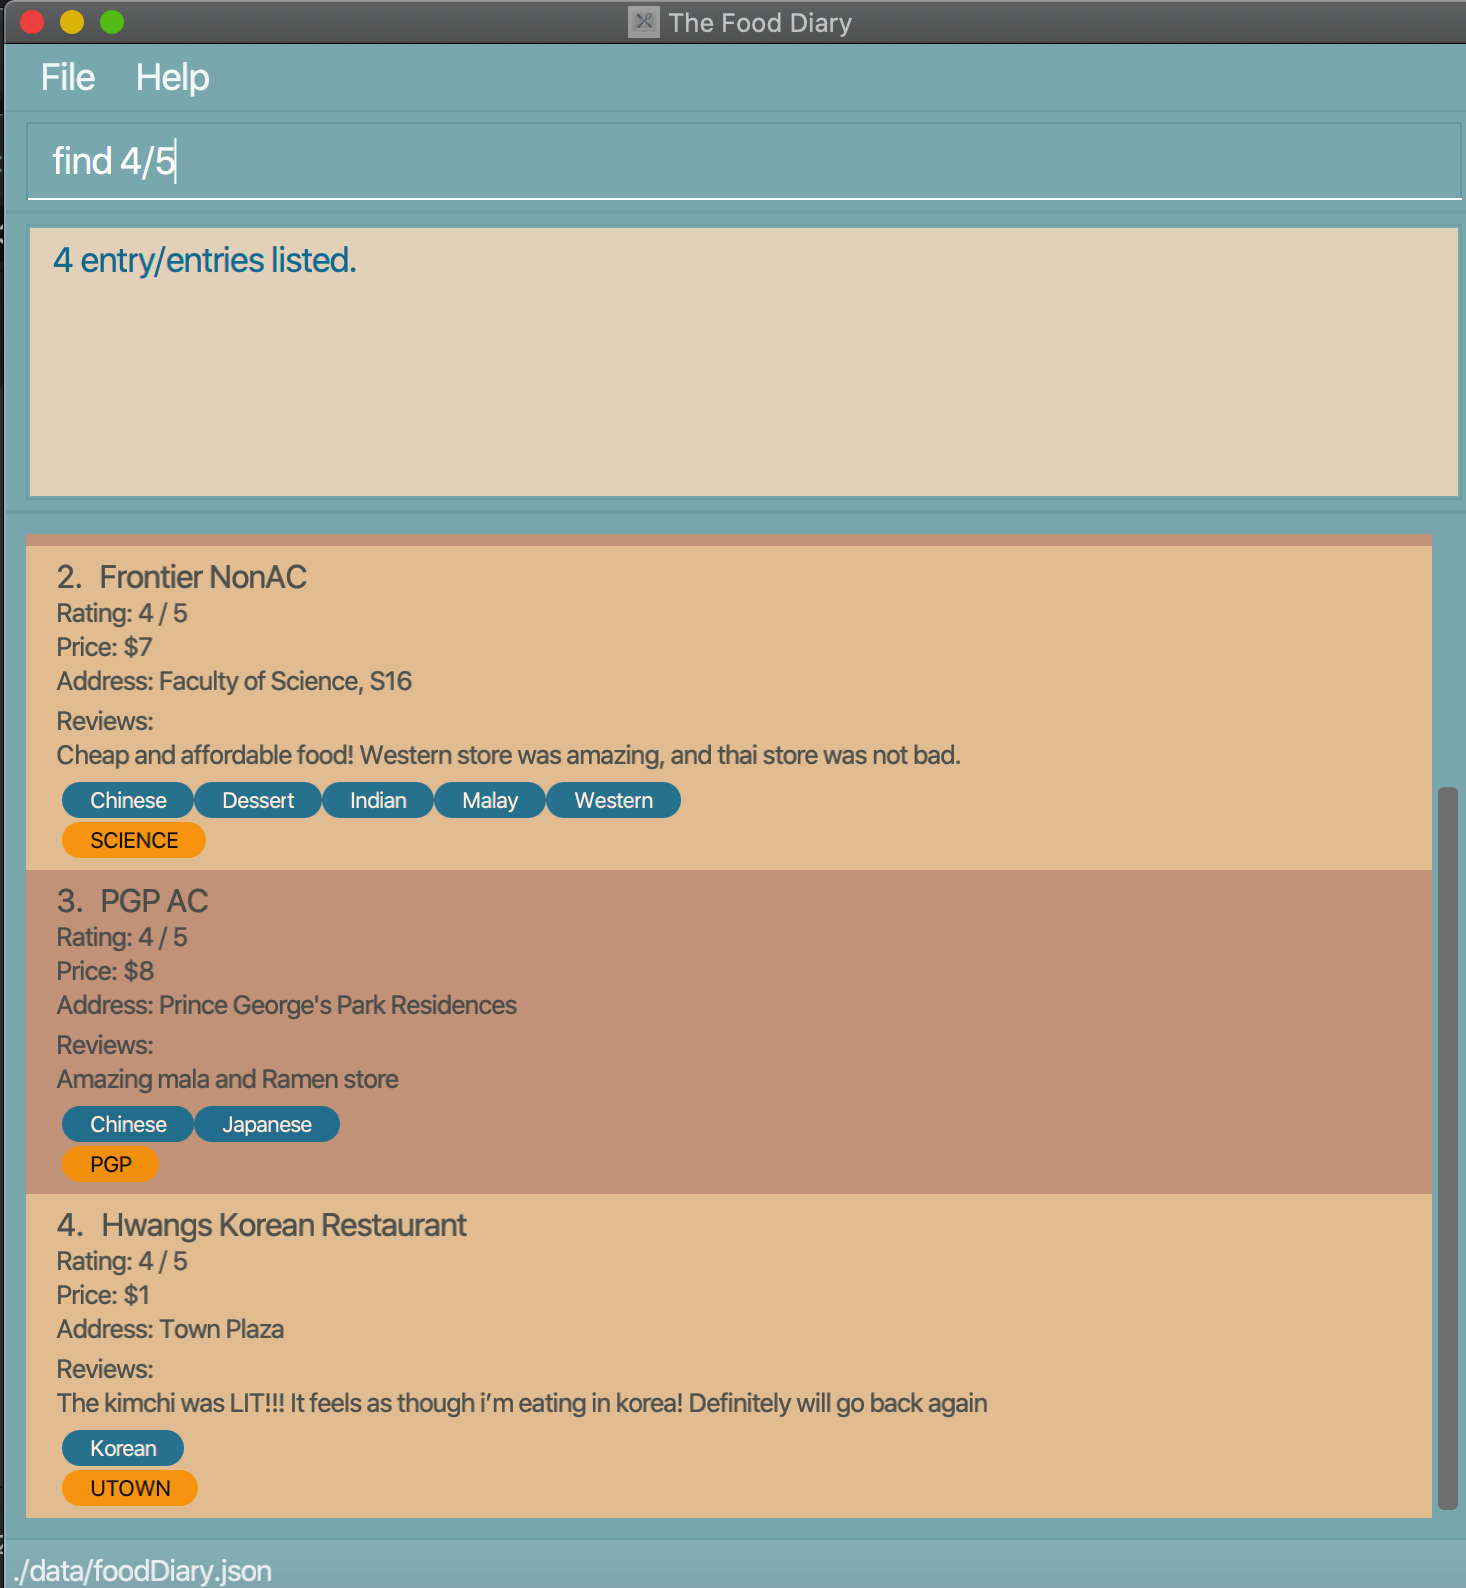 The Food Diary
File Help
find 4/5
4 entry/entries listed.
2. Frontier NonAC
Rating: 4 / 5
Price: $7
Address: Faculty of Science, S16
Reviews:
Cheap and affordable food! Western store was amazing, and thai store was not bad.
Chinese Dessert Indian Malay Western
SCIENCE
3. PGP AC
Rating: 4 / 5
Price: $8
Address: Prince George's Park Residences
Reviews:
Amazing mala and Ramen store
Chinese Japanese
PGP
4. Hwangs Korean Restaurant
Rating: 4 / 5
Price: $1
Address: Town Plaza
Reviews:
The kimchi was LIT!!! It feels as though i’m eating in korea! Definitely will go back again
Korean
UTOWN
./data/foodDiary.json